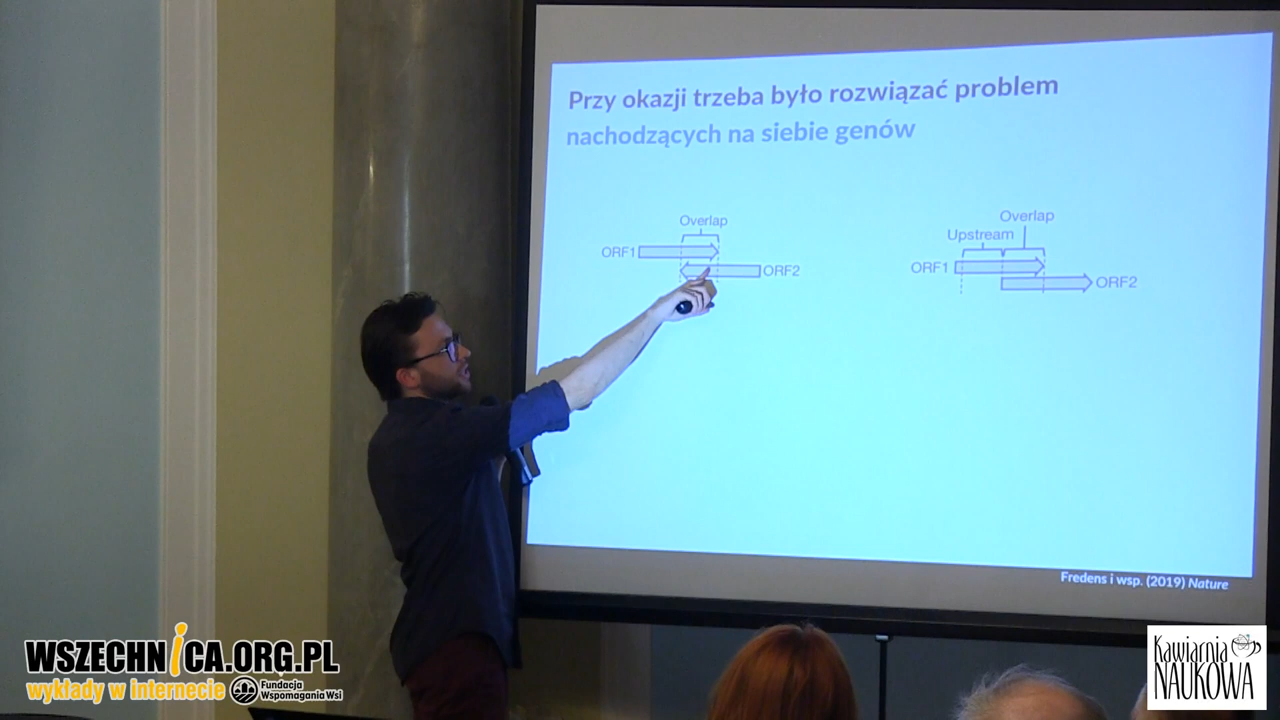 Przy okazji trzeba było rozwiązać problem
nachodzących na siebie genów
Overlap
ORF1
ORF2
Overlap
Upstream
ORF1
ORF2
Fredens i wsp. (2019) Nature
WSZECHNiCA.ORG.PL
wykłady w internecie
Fundacja
Wspomagania Wsi
Kawiarnia
NAUKOWA